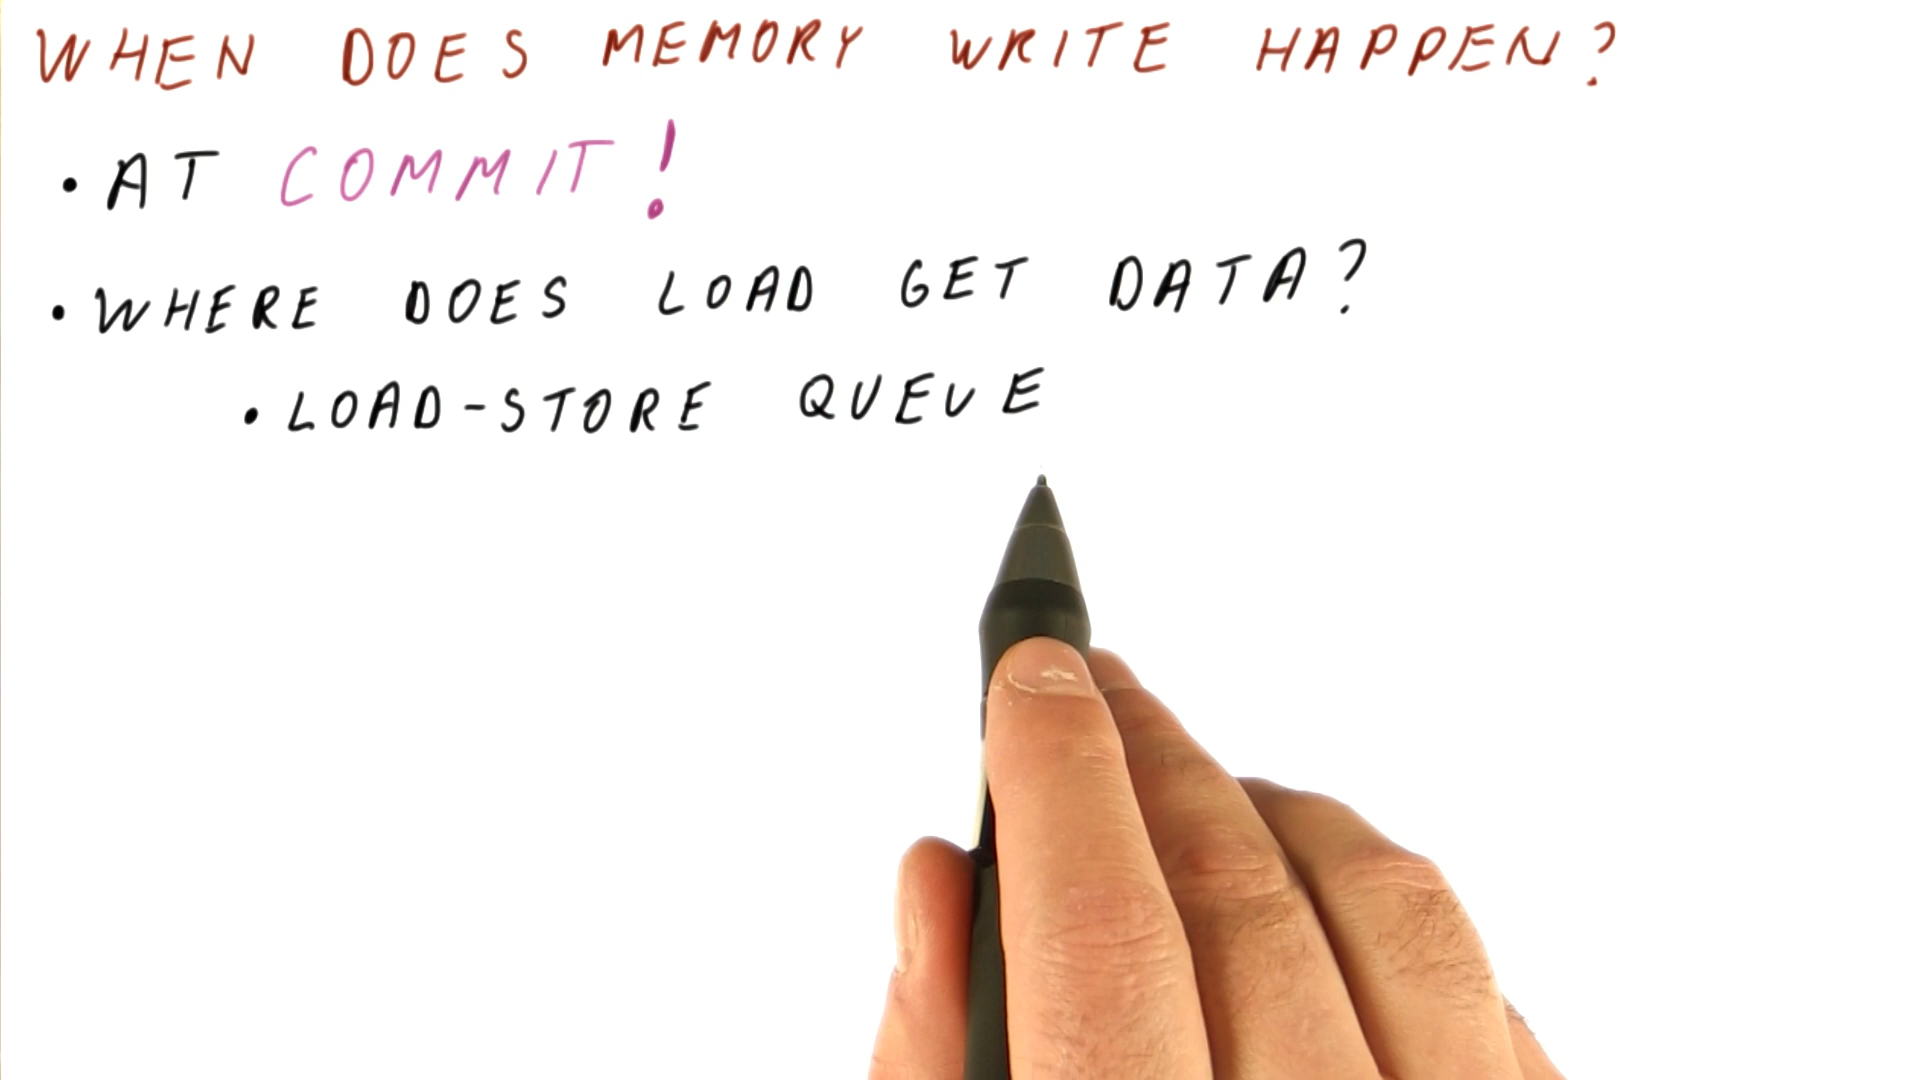 WHEN DOES MEMORY WRITE HAPPEN?
• AT COMMIT!
• WHERE DOES LOAD GET DATA?
• LOAD-STORE QUEUE